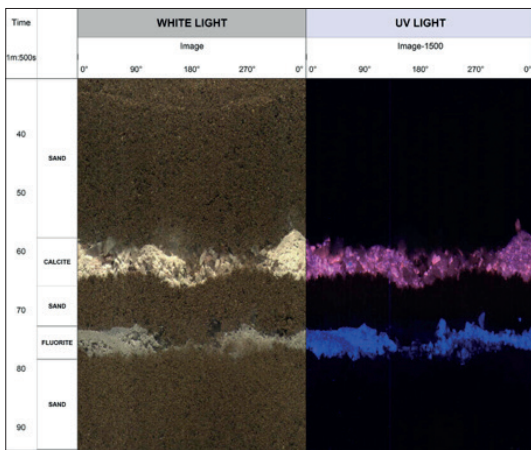 Time WHITE LIGHT UV LIGHT
1m:500s Image Image-1500
0° 90° 180° 270° 0° 0° 90° 180° 270° 0°
40
SAND
50
60
CALCITE
70
SAND
FLUORITE
80
SAND
90